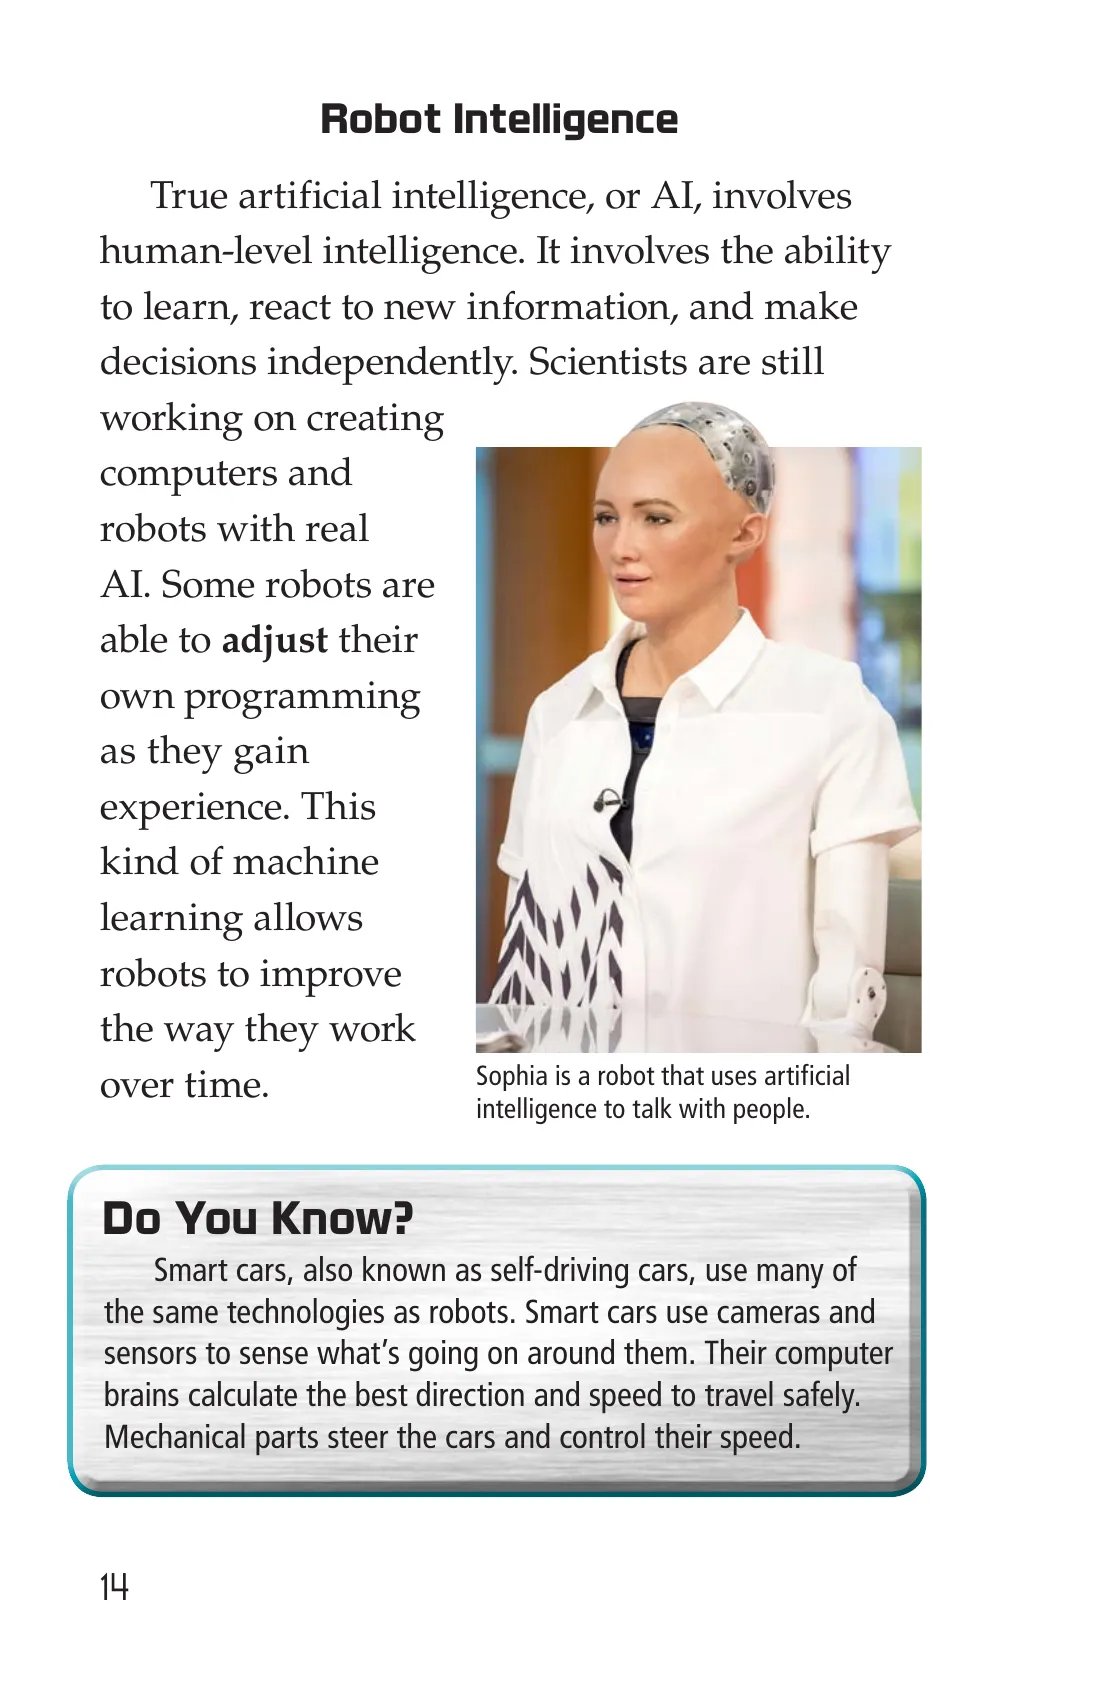 Robot Intelligence
True artificial intelligence, or AI, involves
human-level intelligence. It involves the ability
to learn, react to new information, and make
decisions independently. Scientists are still
working on creating
computers and
robots with real
AI. Some robots are
able to adjust their
own programming
as they gain
experience. This
kind of machine
learning allows
robots to improve
the way they work
over time.
Sophia is a robot that uses artificial
intelligence to talk with people.
Do You Know?
Smart cars, also known as self-driving cars, use many of
the same technologies as robots. Smart cars use cameras and
sensors to sense what’s going on around them. Their computer
brains calculate the best direction and speed to travel safely.
Mechanical parts steer the cars and control their speed.
14